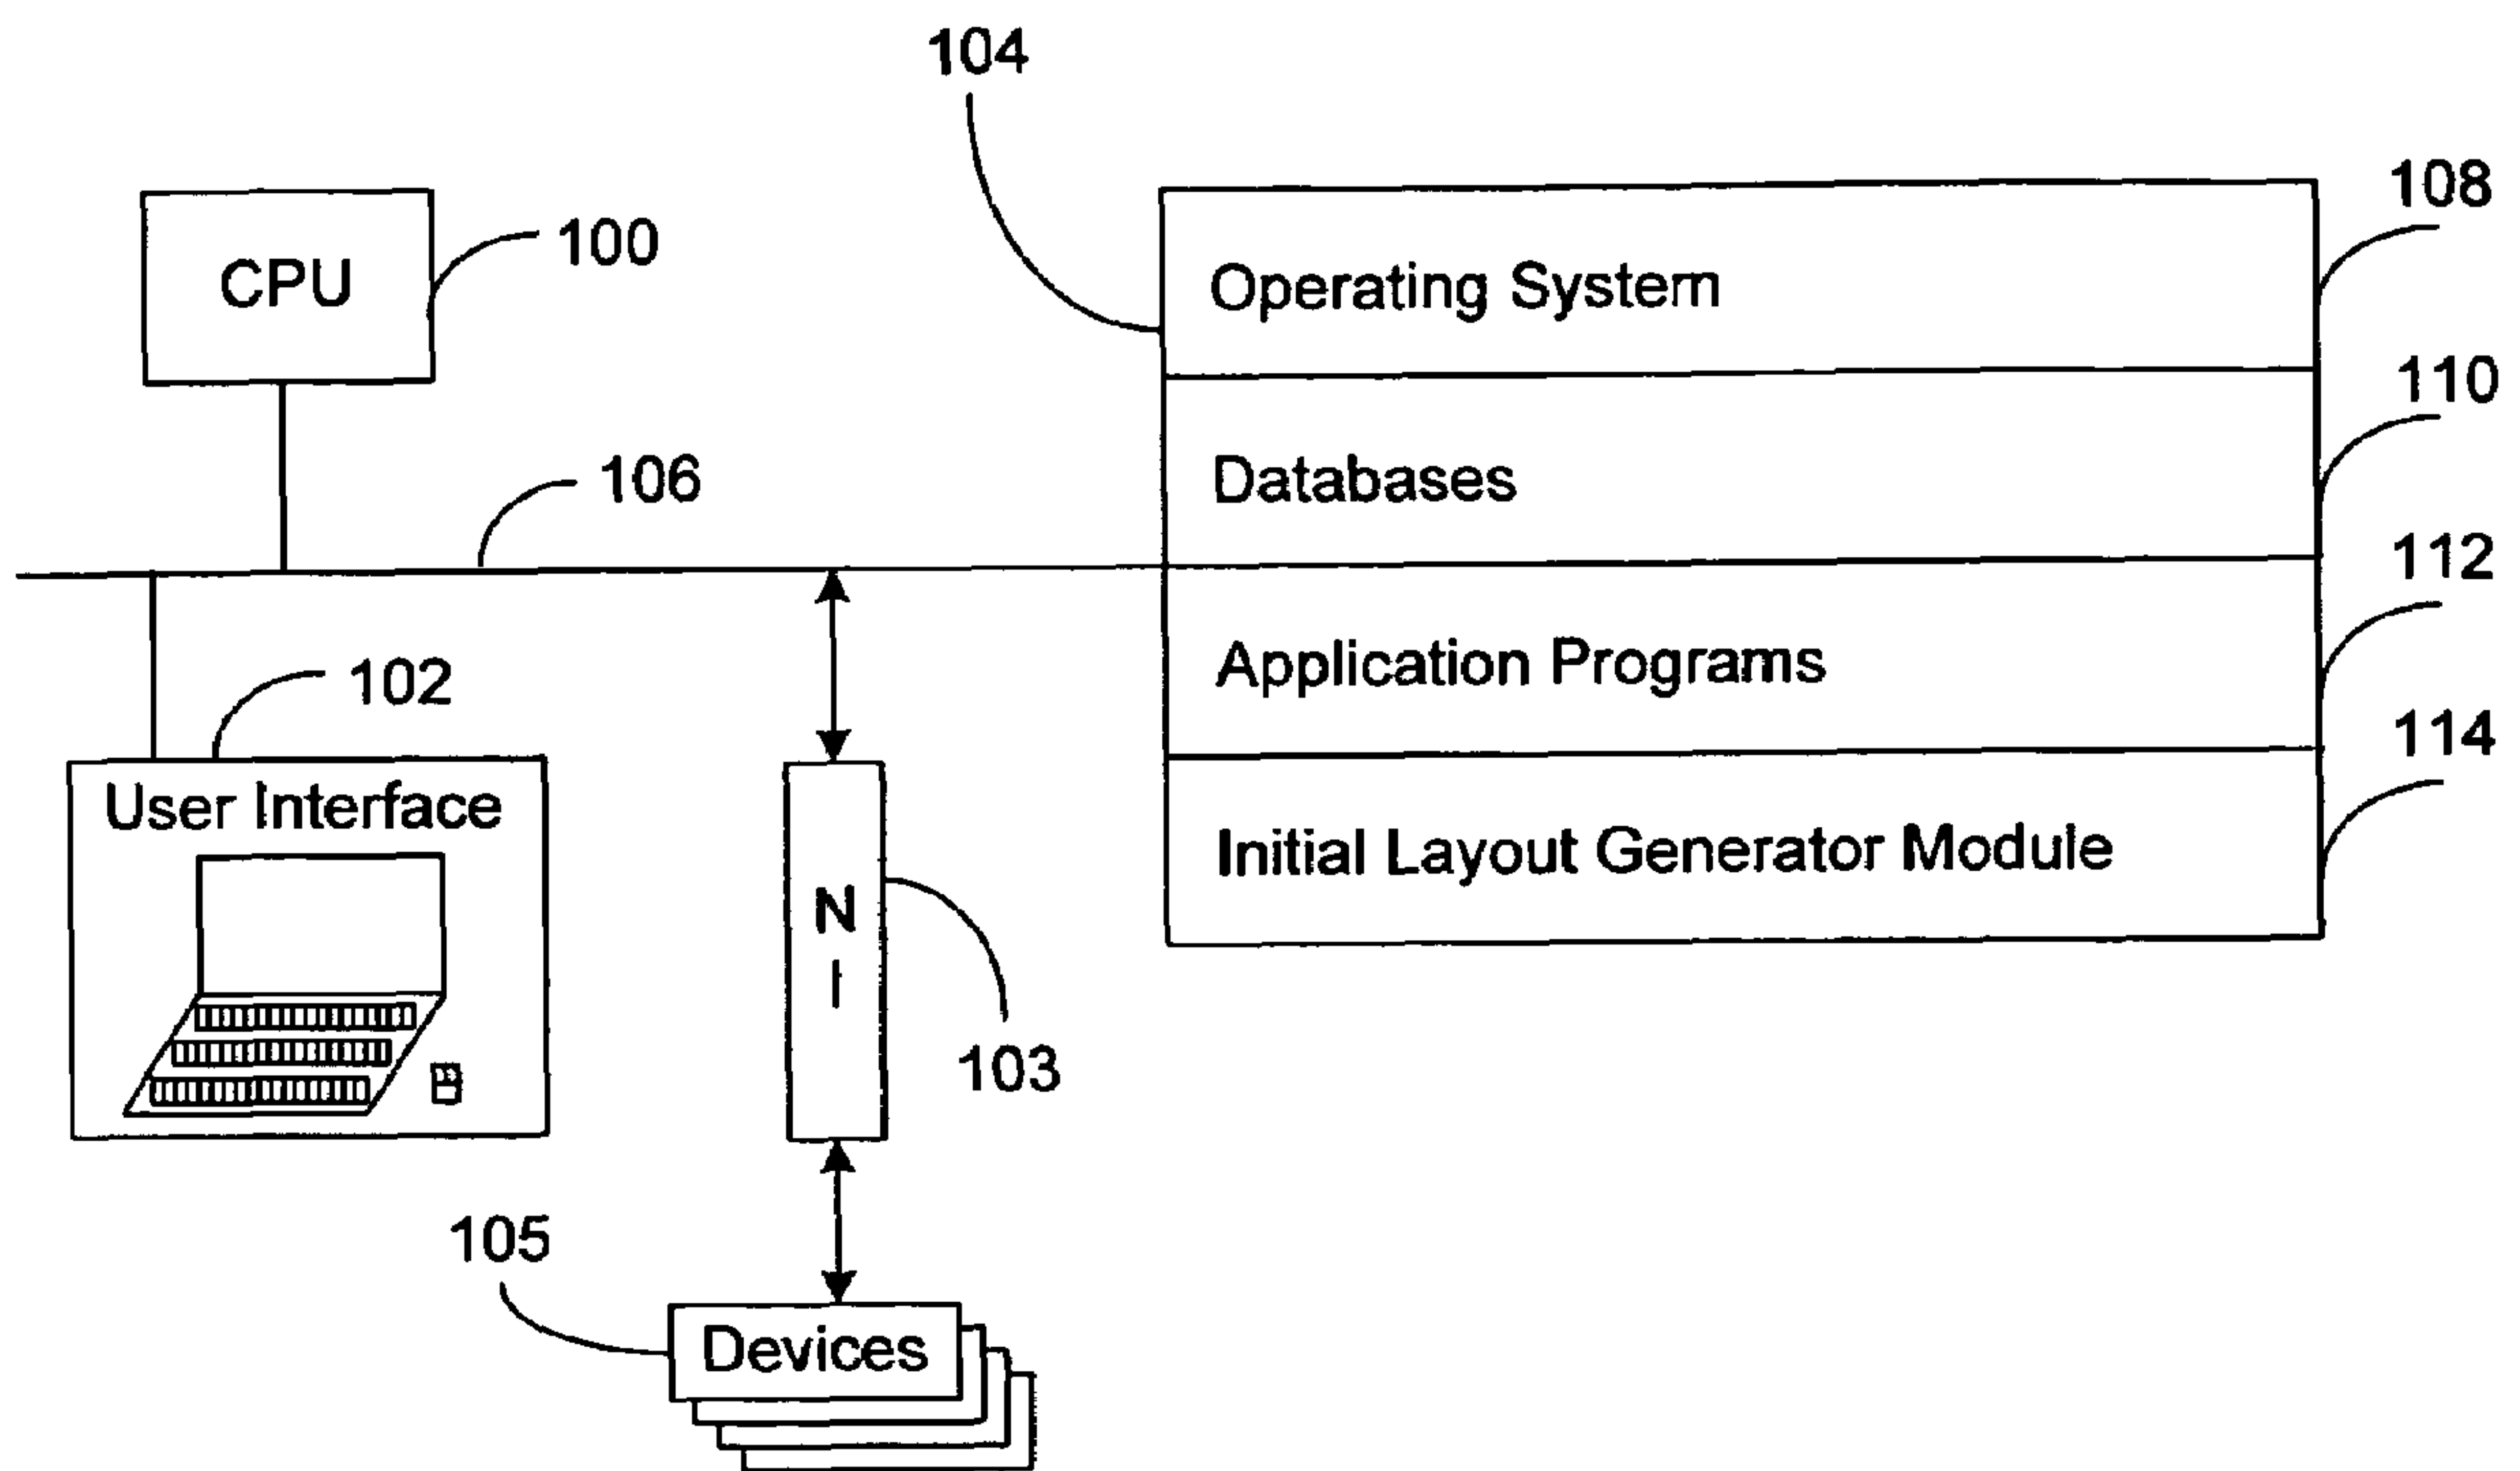 104
108
CPU
100
Operating System
110
106
Databases
112
102
Application Programs
114
User Interface
Initial Layout Generator Module
N
I
103
105
Devices